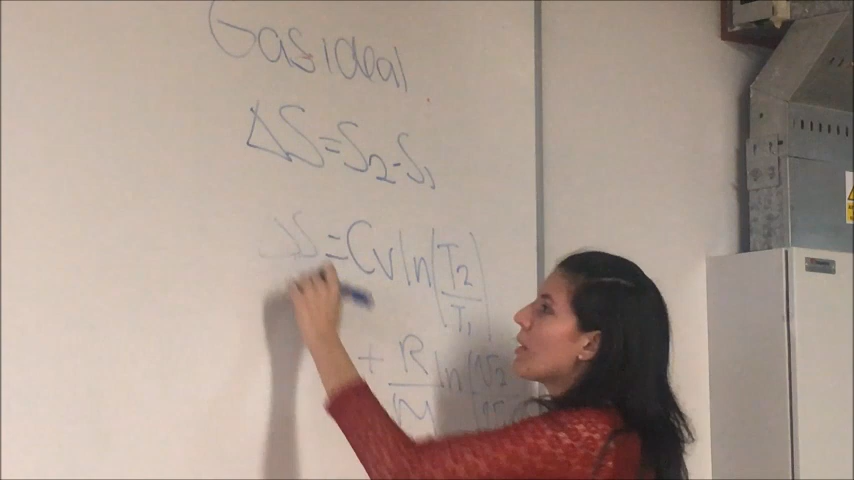 Gas ideal
ΔS=S2-S1
ΔS=Cv ln(T2/T1)
+ R/M ln(v2/v1